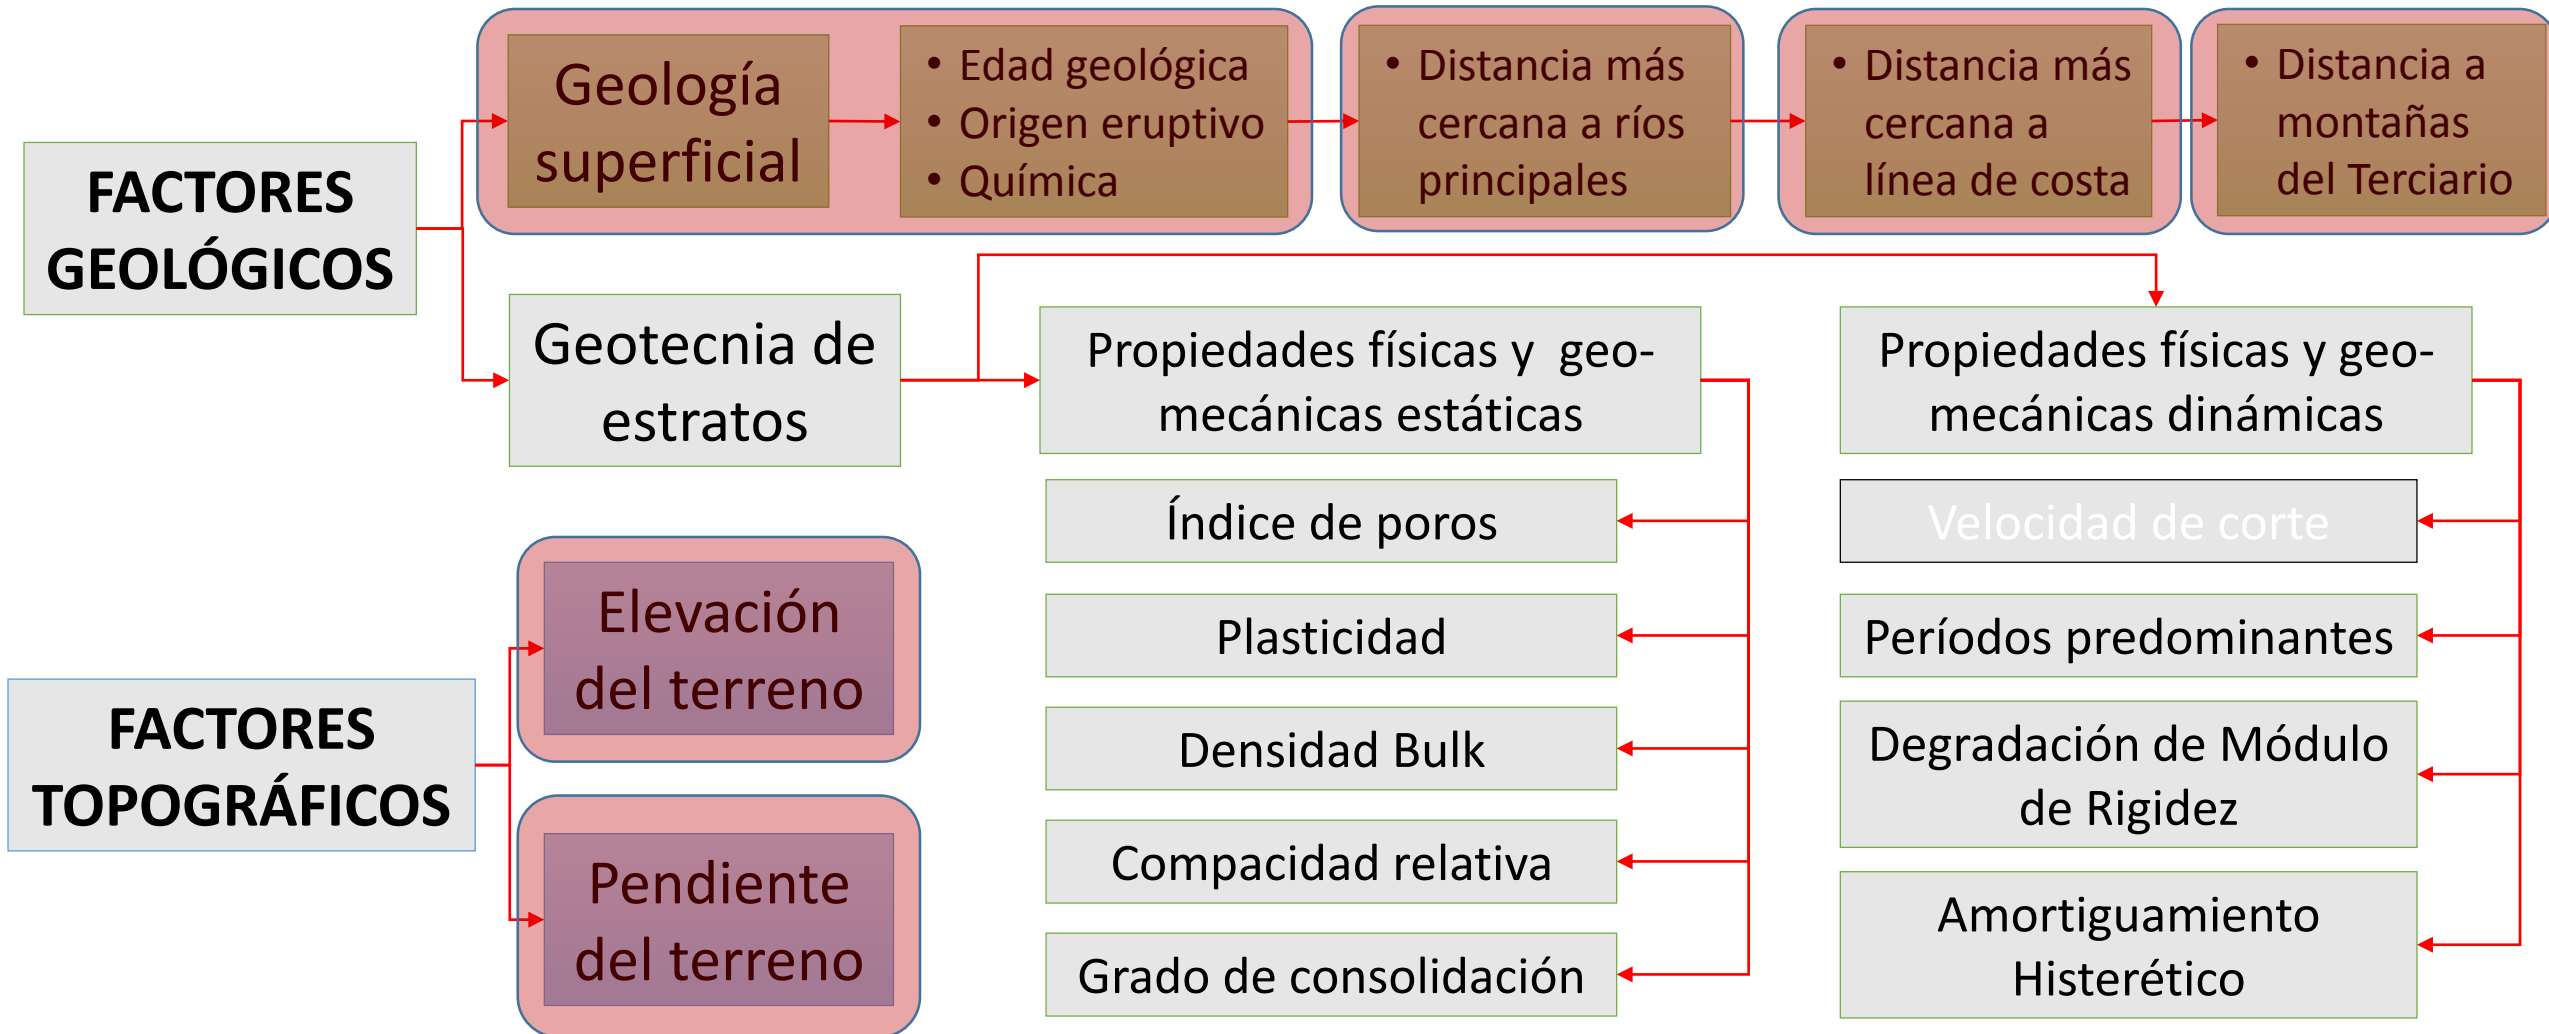 FACTORES
GEOLÓGICOS
Geología
superficial
• Edad geológica
• Origen eruptivo
• Química
• Distancia más
cercana a ríos
principales
• Distancia más
cercana a
línea de costa
• Distancia a
montañas
del Terciario
Geotecnia de
estratos
Propiedades físicas y geo-
mecánicas estáticas
Índice de poros
Plasticidad
Densidad Bulk
Compacidad relativa
Grado de consolidación
Propiedades físicas y geo-
mecánicas dinámicas
Velocidad de corte
Períodos predominantes
Degradación de Módulo
de Rigidez
Amortiguamiento
Histerético
FACTORES
TOPOGRÁFICOS
Elevación
del terreno
Pendiente
del terreno